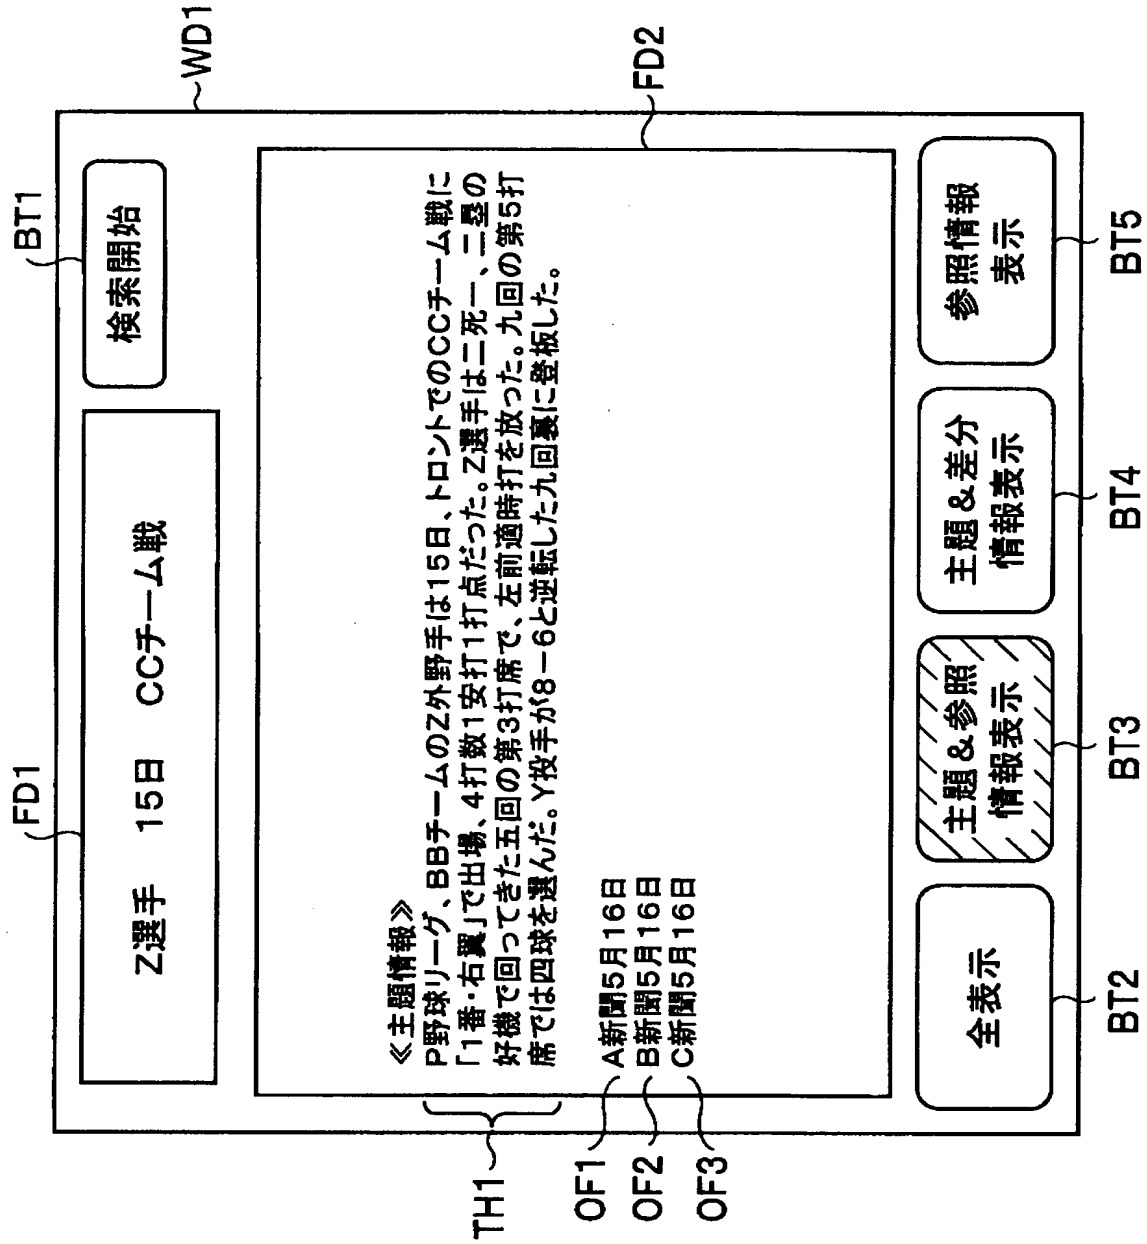 WD1
FD1
BT1
Z選手 15日 CCチーム戦
検索開始
FD2
≪主題情報≫
P野球リーグ、BBチームのZ外野手は15日、トロントでのCCチーム戦に
「1番・右翼」で出場、4打数1安打1打点だった。Z選手は二死一、二塁の
好機で回ってきた五回の第3打席で、左前適時打を放った。九回の第5打
席では四球を選んだ。Y投手が8-6と逆転した九回裏に登板した。
TH1
OF1
A新聞5月16日
OF2
B新聞5月16日
OF3
C新聞5月16日
全表示
主題&参照
情報表示
主題&差分
情報表示
参照情報
表示
BT2
BT3
BT4
BT5